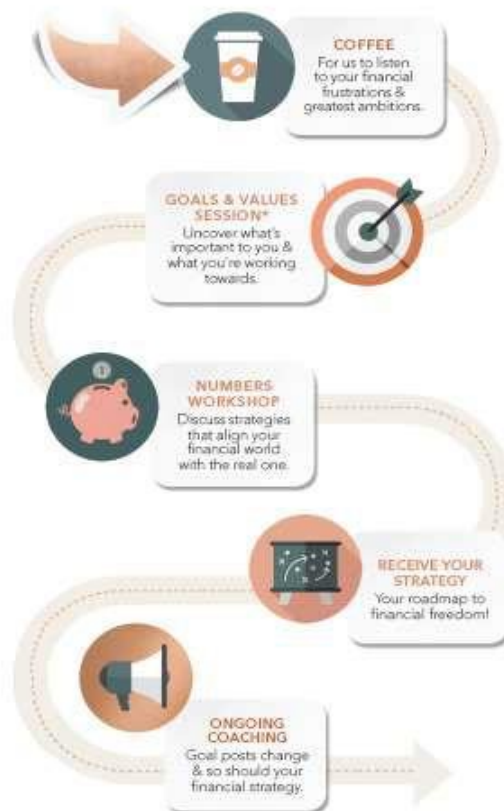 COFFEE
For us to listen
to your financial
frustrations &
greatest ambitions.
GOALS & VALUES
SESSION*
Uncover what's
important to you &
what you're working
towards.
NUMBERS
WORKSHOP
Discuss strategies
that align your
financial world
with the real one.
RECEIVE YOUR
STRATEGY
Your roadmap to
financial freedom!
ONGOING
COACHING
Goal posts change
& so should your
financial strategy.